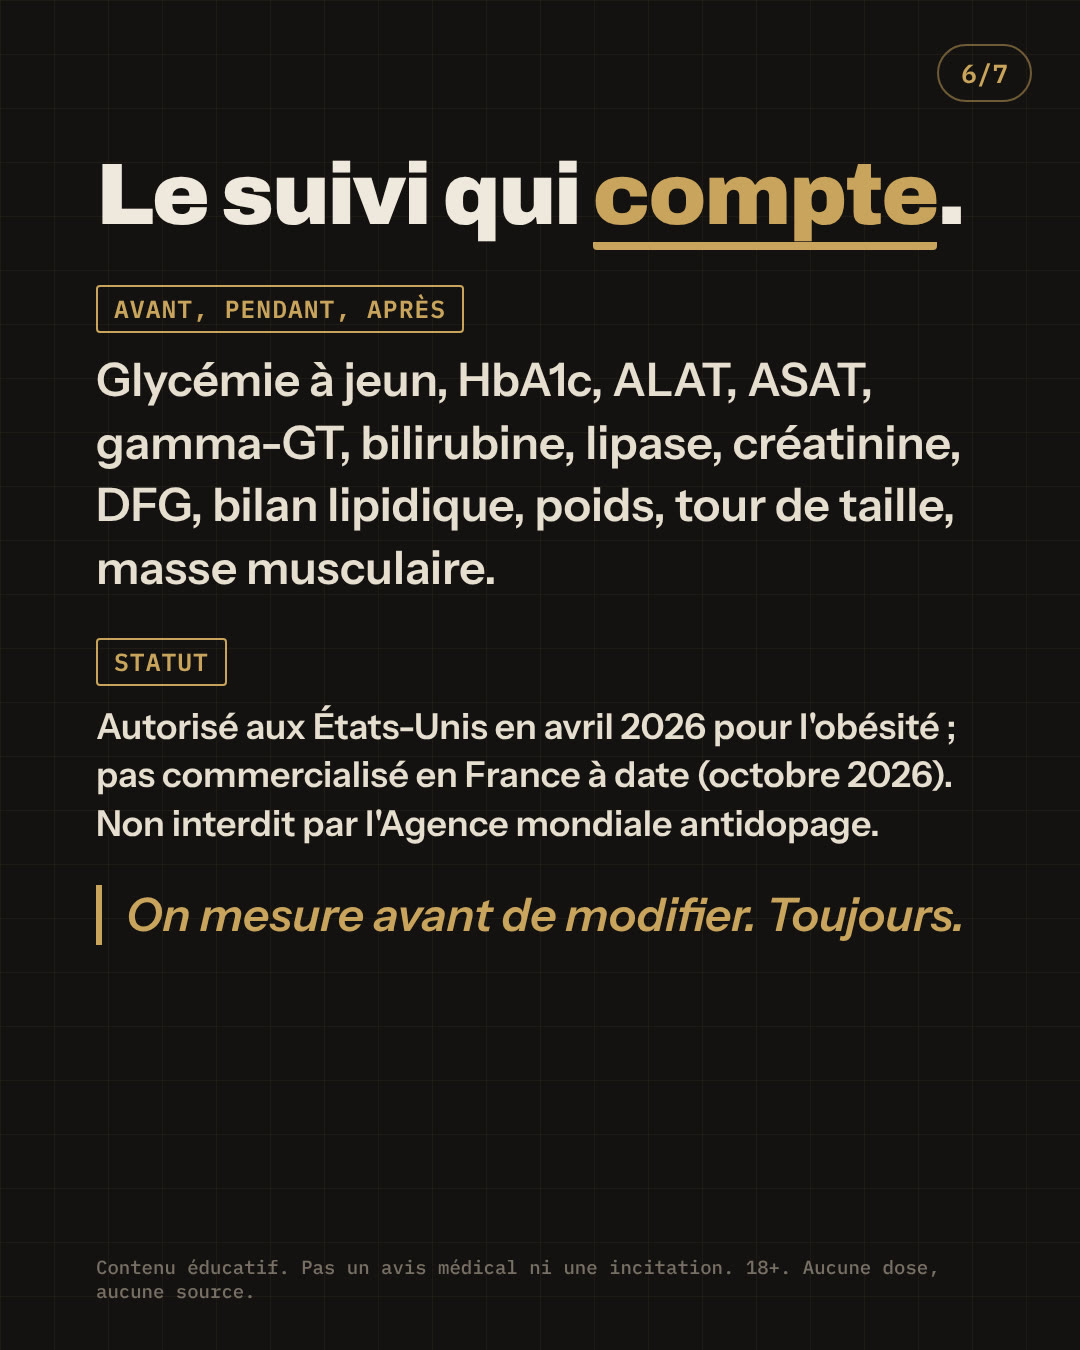 6/7
Le suivi qui compte.
AVANT, PENDANT, APRÈS
Glycémie à jeun, HbA1c, ALAT, ASAT,
gamma-GT, bilirubine, lipase, créatinine,
DFG, bilan lipidique, poids, tour de taille,
masse musculaire.
STATUT
Autorisé aux États-Unis en avril 2026 pour l'obésité ;
pas commercialisé en France à date (octobre 2026).
Non interdit par l'Agence mondiale antidopage.
On mesure avant de modifier. Toujours.
Contenu éducatif. Pas un avis médical ni une incitation. 18+. Aucune dose,
aucune source.